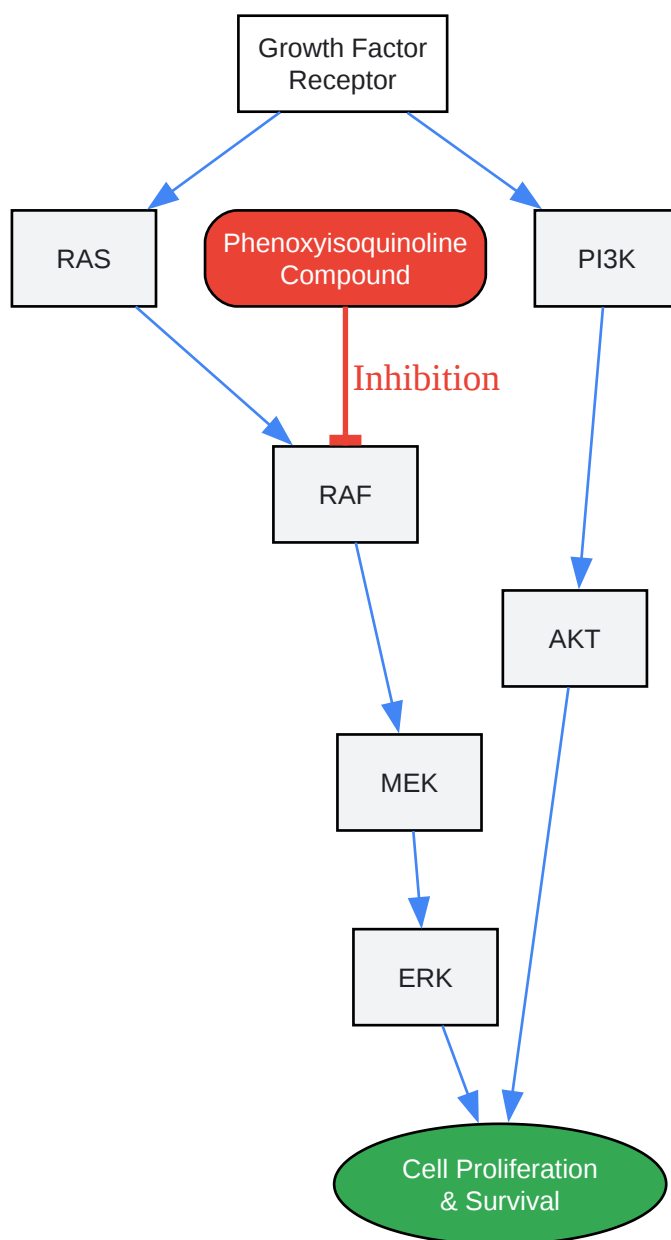 Growth Factor
Receptor
RAS
Phenoxyisoquinoline
Compound
PI3K
Inhibition
RAF
AKT
MEK
ERK
Cell Proliferation
& Survival